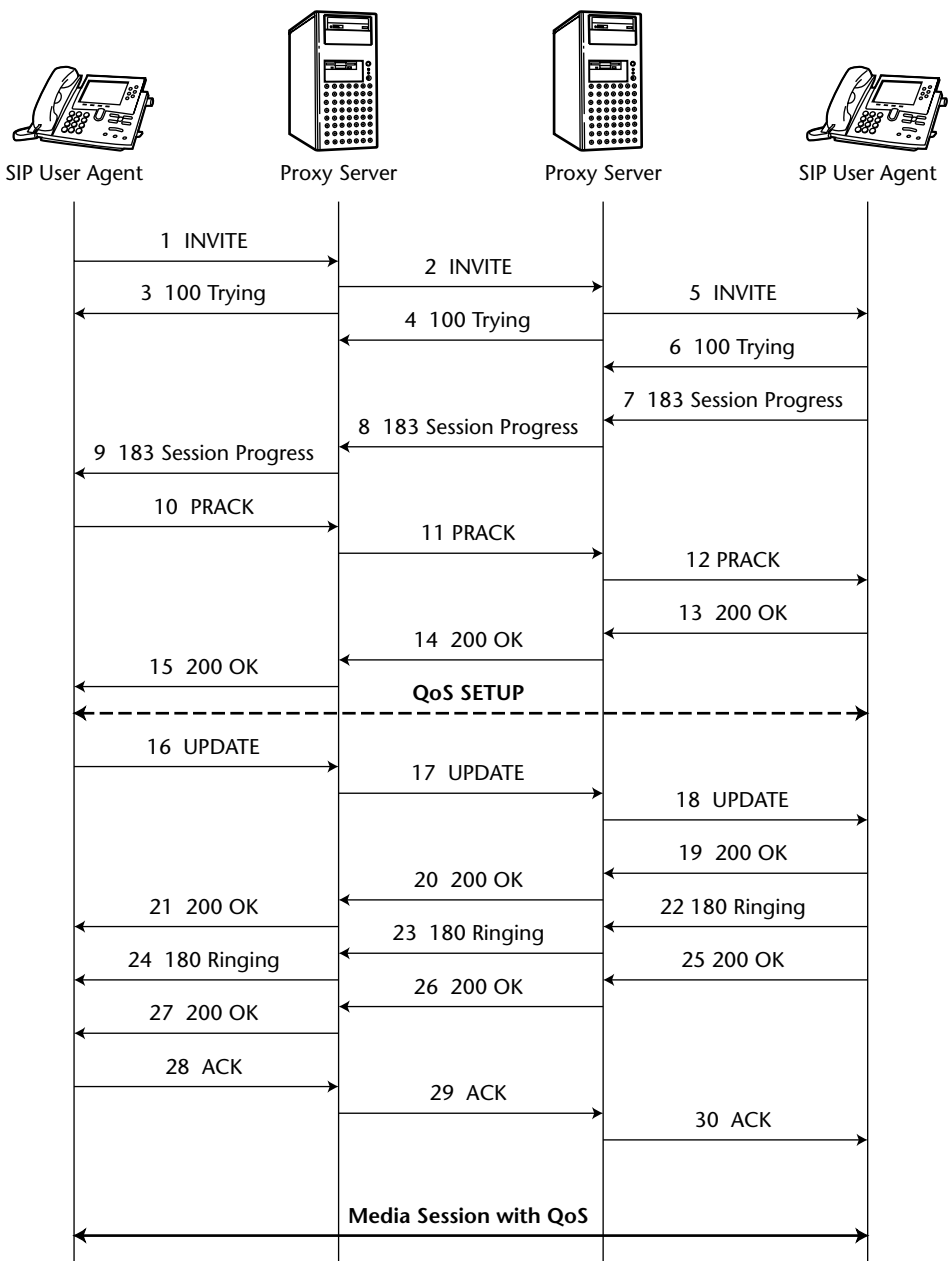 SIP User Agent
Proxy Server
Proxy Server
SIP User Agent
1 INVITE
2 INVITE
3 100 Trying
5 INVITE
4 100 Trying
6 100 Trying
7 183 Session Progress
8 183 Session Progress
9 183 Session Progress
10 PRACK
11 PRACK
12 PRACK
13 200 OK
14 200 OK
15 200 OK
QoS SETUP
16 UPDATE
17 UPDATE
18 UPDATE
19 200 OK
20 200 OK
21 200 OK
22 180 Ringing
23 180 Ringing
24 180 Ringing
25 200 OK
26 200 OK
27 200 OK
28 ACK
29 ACK
30 ACK
Media Session with QoS